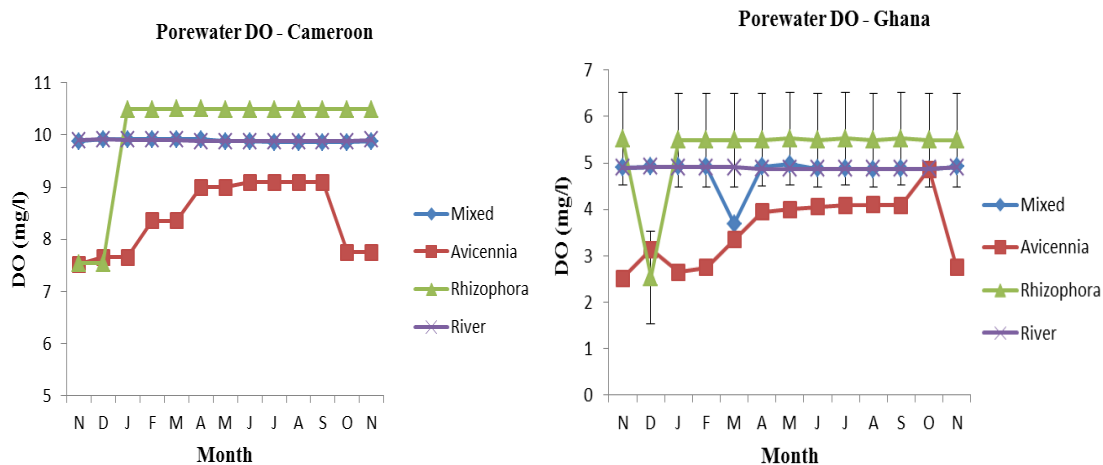 Porewater DO - Cameroon
DO (mg/l)
11
10
9
8
7
6
5
N D J F M A M J J A S O N
Month
Mixed
Avicennia
Rhizophora
River
Porewater DO - Ghana
DO (mg/l)
7
6
5
4
3
2
1
0
N D J F M A M J J A S O N
Month
Mixed
Avicennia
Rhizophora
River